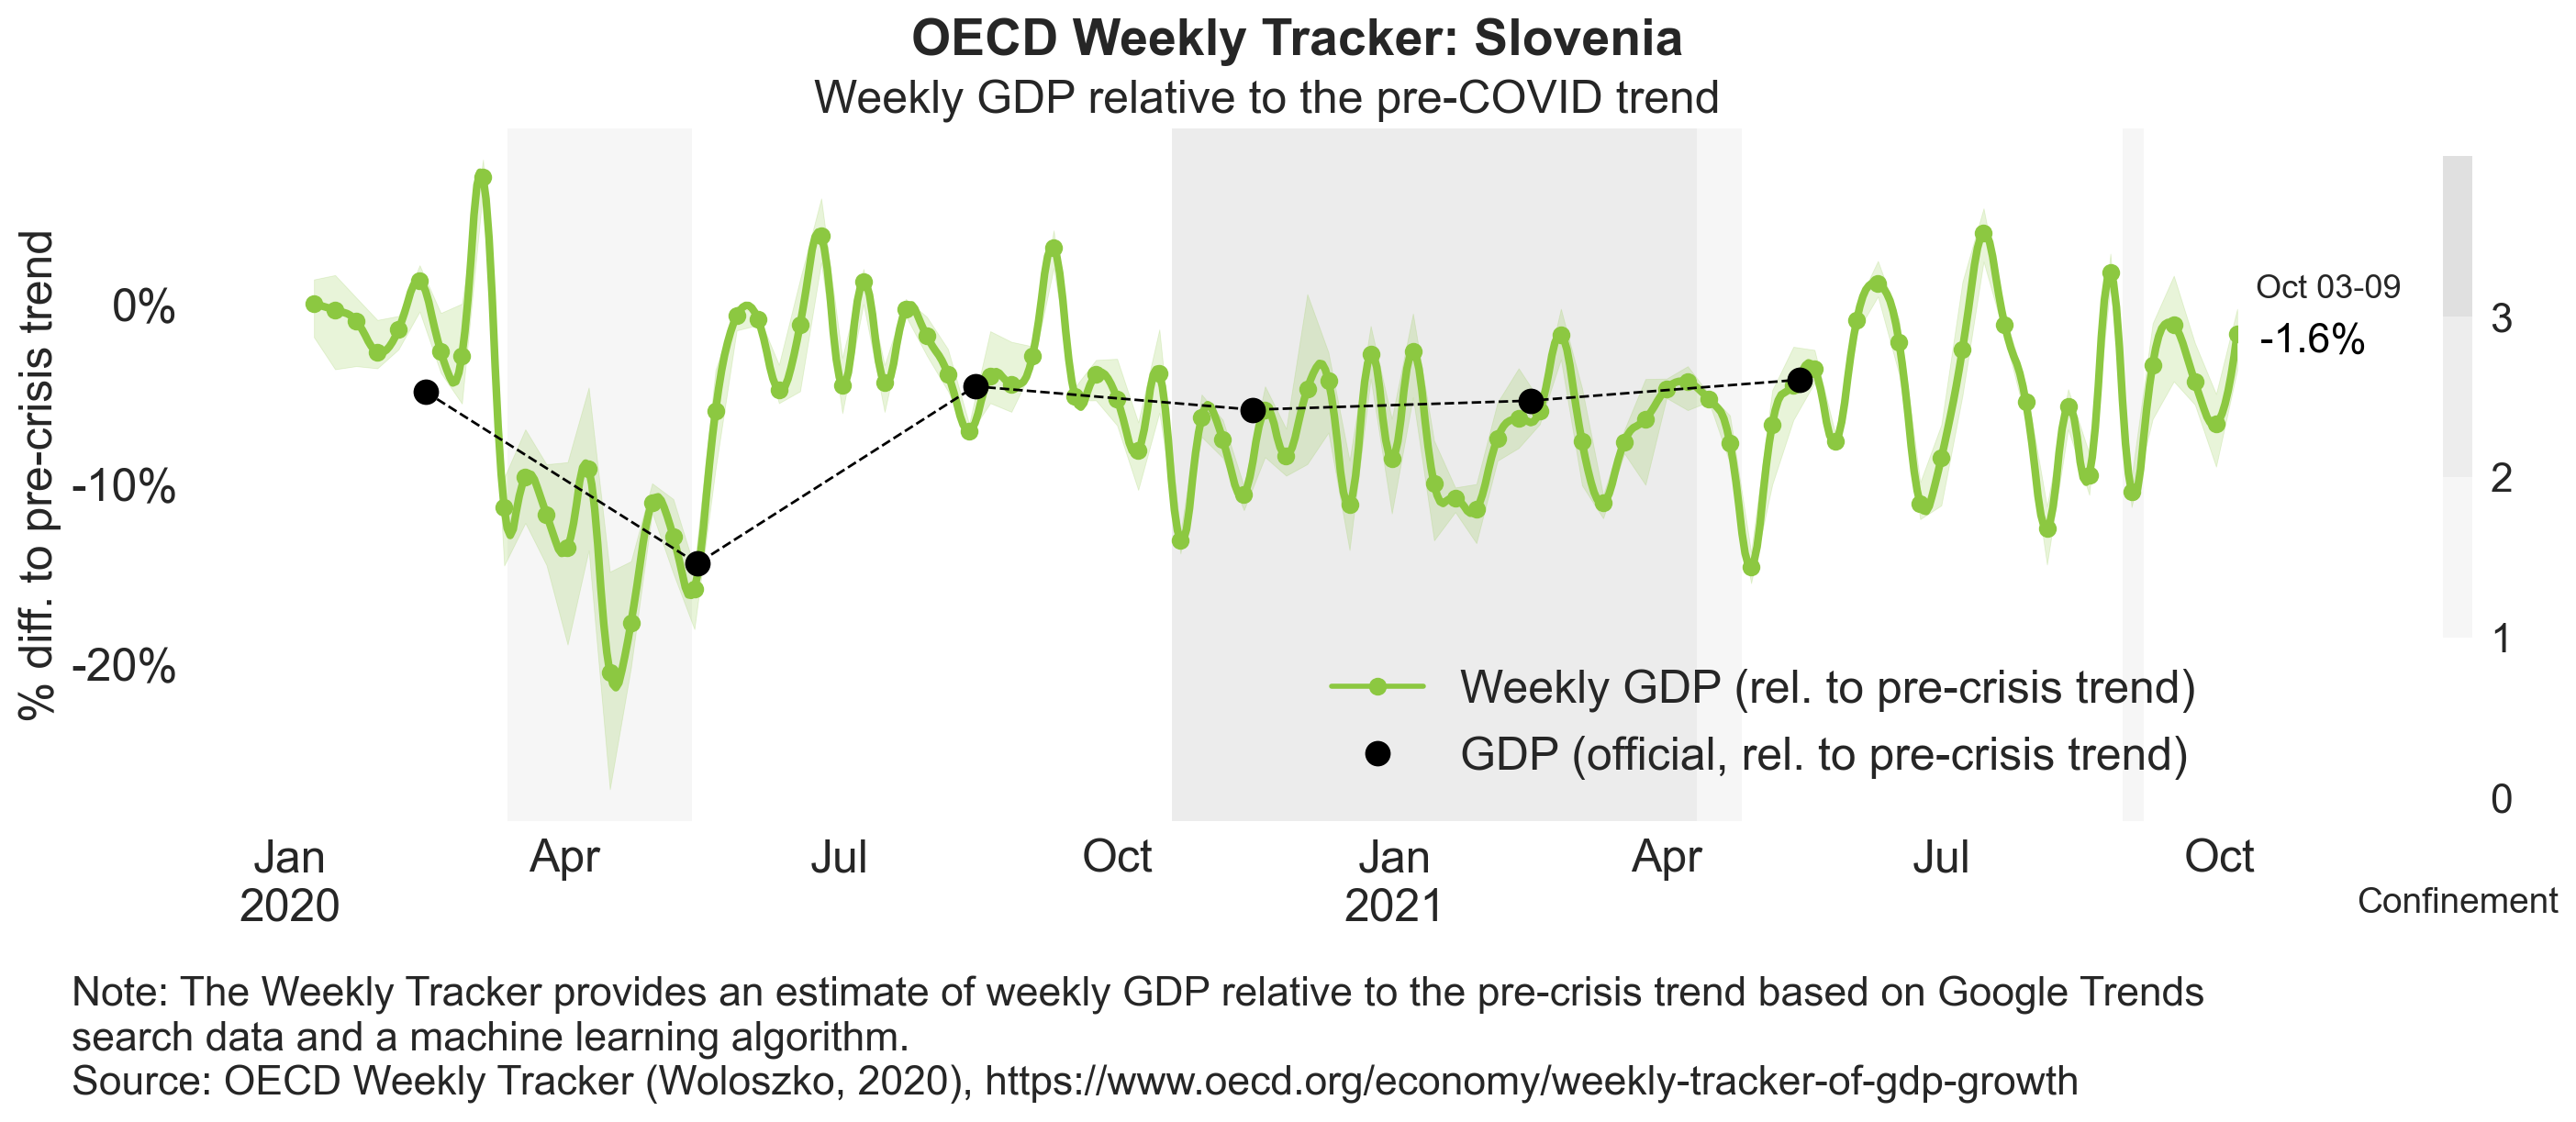 OECD Weekly Tracker: Slovenia
Weekly GDP relative to the pre-COVID trend
% diff. to pre-crisis trend
0%
-10%
-20%
Oct 03-09
-1.6%
3
2
1
0
Confinement
Weekly GDP (rel. to pre-crisis trend)
GDP (official, rel. to pre-crisis trend)
Jan Apr Jul Oct Jan Apr Jul Oct
2020 2021
Note: The Weekly Tracker provides an estimate of weekly GDP relative to the pre-crisis trend based on Google Trends
search data and a machine learning algorithm.
Source: OECD Weekly Tracker (Woloszko, 2020), https://www.oecd.org/economy/weekly-tracker-of-gdp-growth